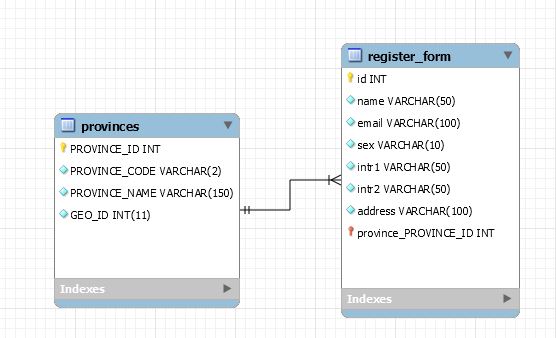 provinces
PROVINCE_ID INT
PROVINCE_CODE VARCHAR(2)
PROVINCE_NAME VARCHAR(150)
GEO_ID INT(11)
Indexes
register_form
id INT
name VARCHAR(50)
email VARCHAR(100)
sex VARCHAR(10)
intr1 VARCHAR(50)
intr2 VARCHAR(50)
address VARCHAR(100)
province_PROVINCE_ID INT
Indexes